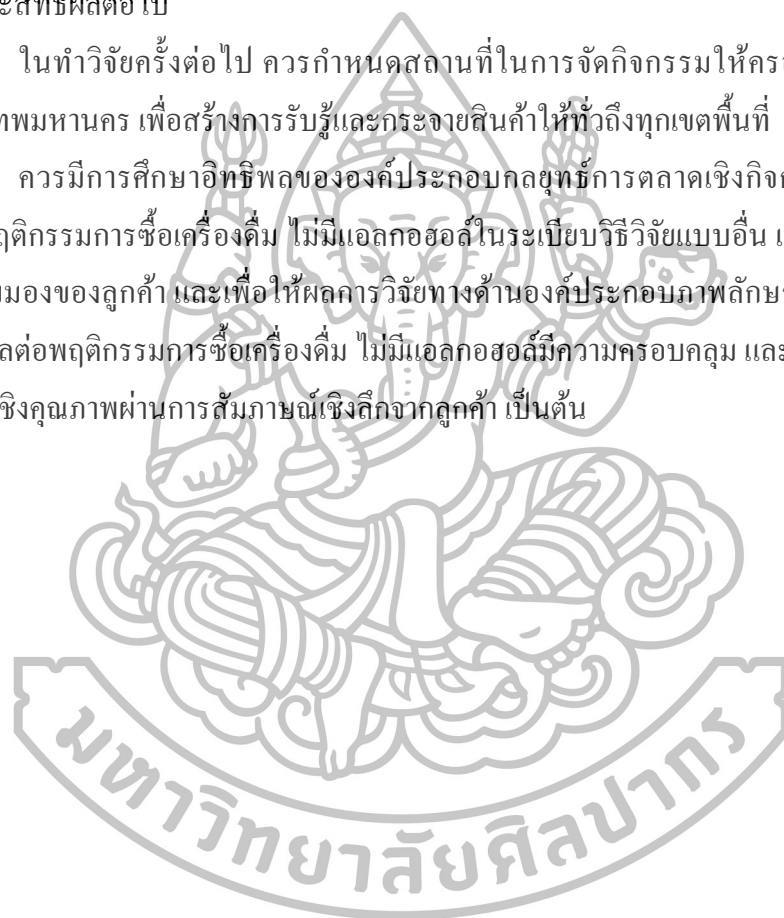 ะสิทธิผลต่อไป
ในทำวิจัยครั้งต่อไป ควรกำหนดสถานที่ในการจัดกิจกรรมให้ครอ
ทพมหานคร เพื่อสร้างการรับรู้และกระจายสินค้าให้ทั่วถึงทุกเขตพื้นที่
ควรมีการศึกษาอิทธิพลขององค์ประกอบกลยุทธ์การตลาดเชิงกิจก
ฤติกรรมการซื้อเครื่องดื่ม ไม่มีแอลกอฮอล์ในระเบียบวิธีวิจัยแบบอื่น เ
มมองของลูกค้า และเพื่อให้ผลการวิจัยทางด้านองค์ประกอบภาพลักษ
ลต่อพฤติกรรมการซื้อเครื่องดื่ม ไม่มีแอลกอฮอล์มีความครอบคลุม และ
ชิงคุณภาพผ่านการสัมภาษณ์เชิงลึกจากลูกค้า เป็นต้น
มหาวิทยาลัยศิลปากร